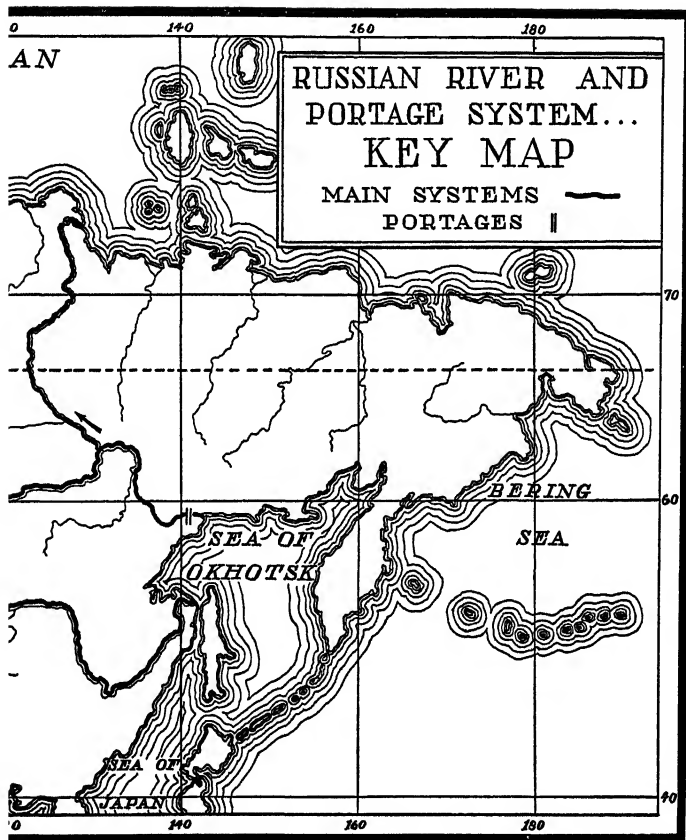 0 140 160 180
AN
RUSSIAN RIVER AND
PORTAGE SYSTEM...
KEY MAP
MAIN SYSTEMS
PORTAGES
70
BERING
60
SEA OF
SEA
OKHOTSK
SEA OF
JAPAN
40
0 140 160 180